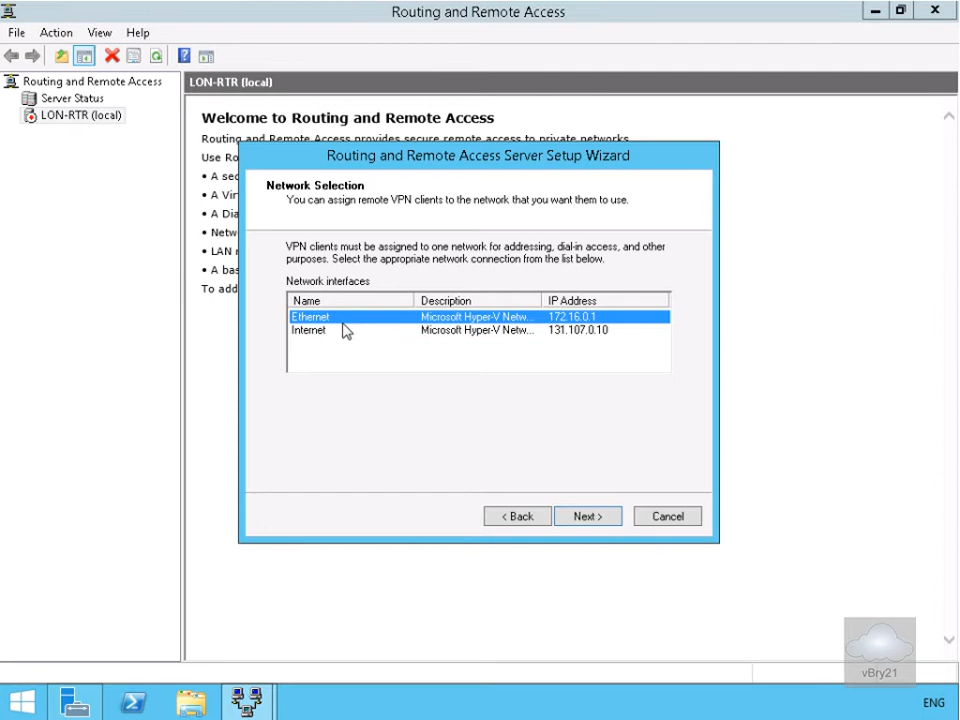 Routing and Remote Access
File Action View Help
Routing and Remote Access
Server Status
LON-RTR (local)
LON-RTR (local)
Welcome to Routing and Remote Access
Routing and Remote Access provides secure remote access to private networks.
Use Ro
• A sec
• A Vir
• A Dia
• Netw
• LAN r
• A bas
To add
Routing and Remote Access Server Setup Wizard
Network Selection
You can assign remote VPN clients to the network that you want them to use.
VPN clients must be assigned to one network for addressing, dial-in access, and other
purposes. Select the appropriate network connection from the list below.
Network interfaces
Name Description IP Address
Ethernet Microsoft Hyper-V Netw... 172.16.0.1
Internet Microsoft Hyper-V Netw... 131.107.0.10
< Back Next > Cancel
vBry21
ENG